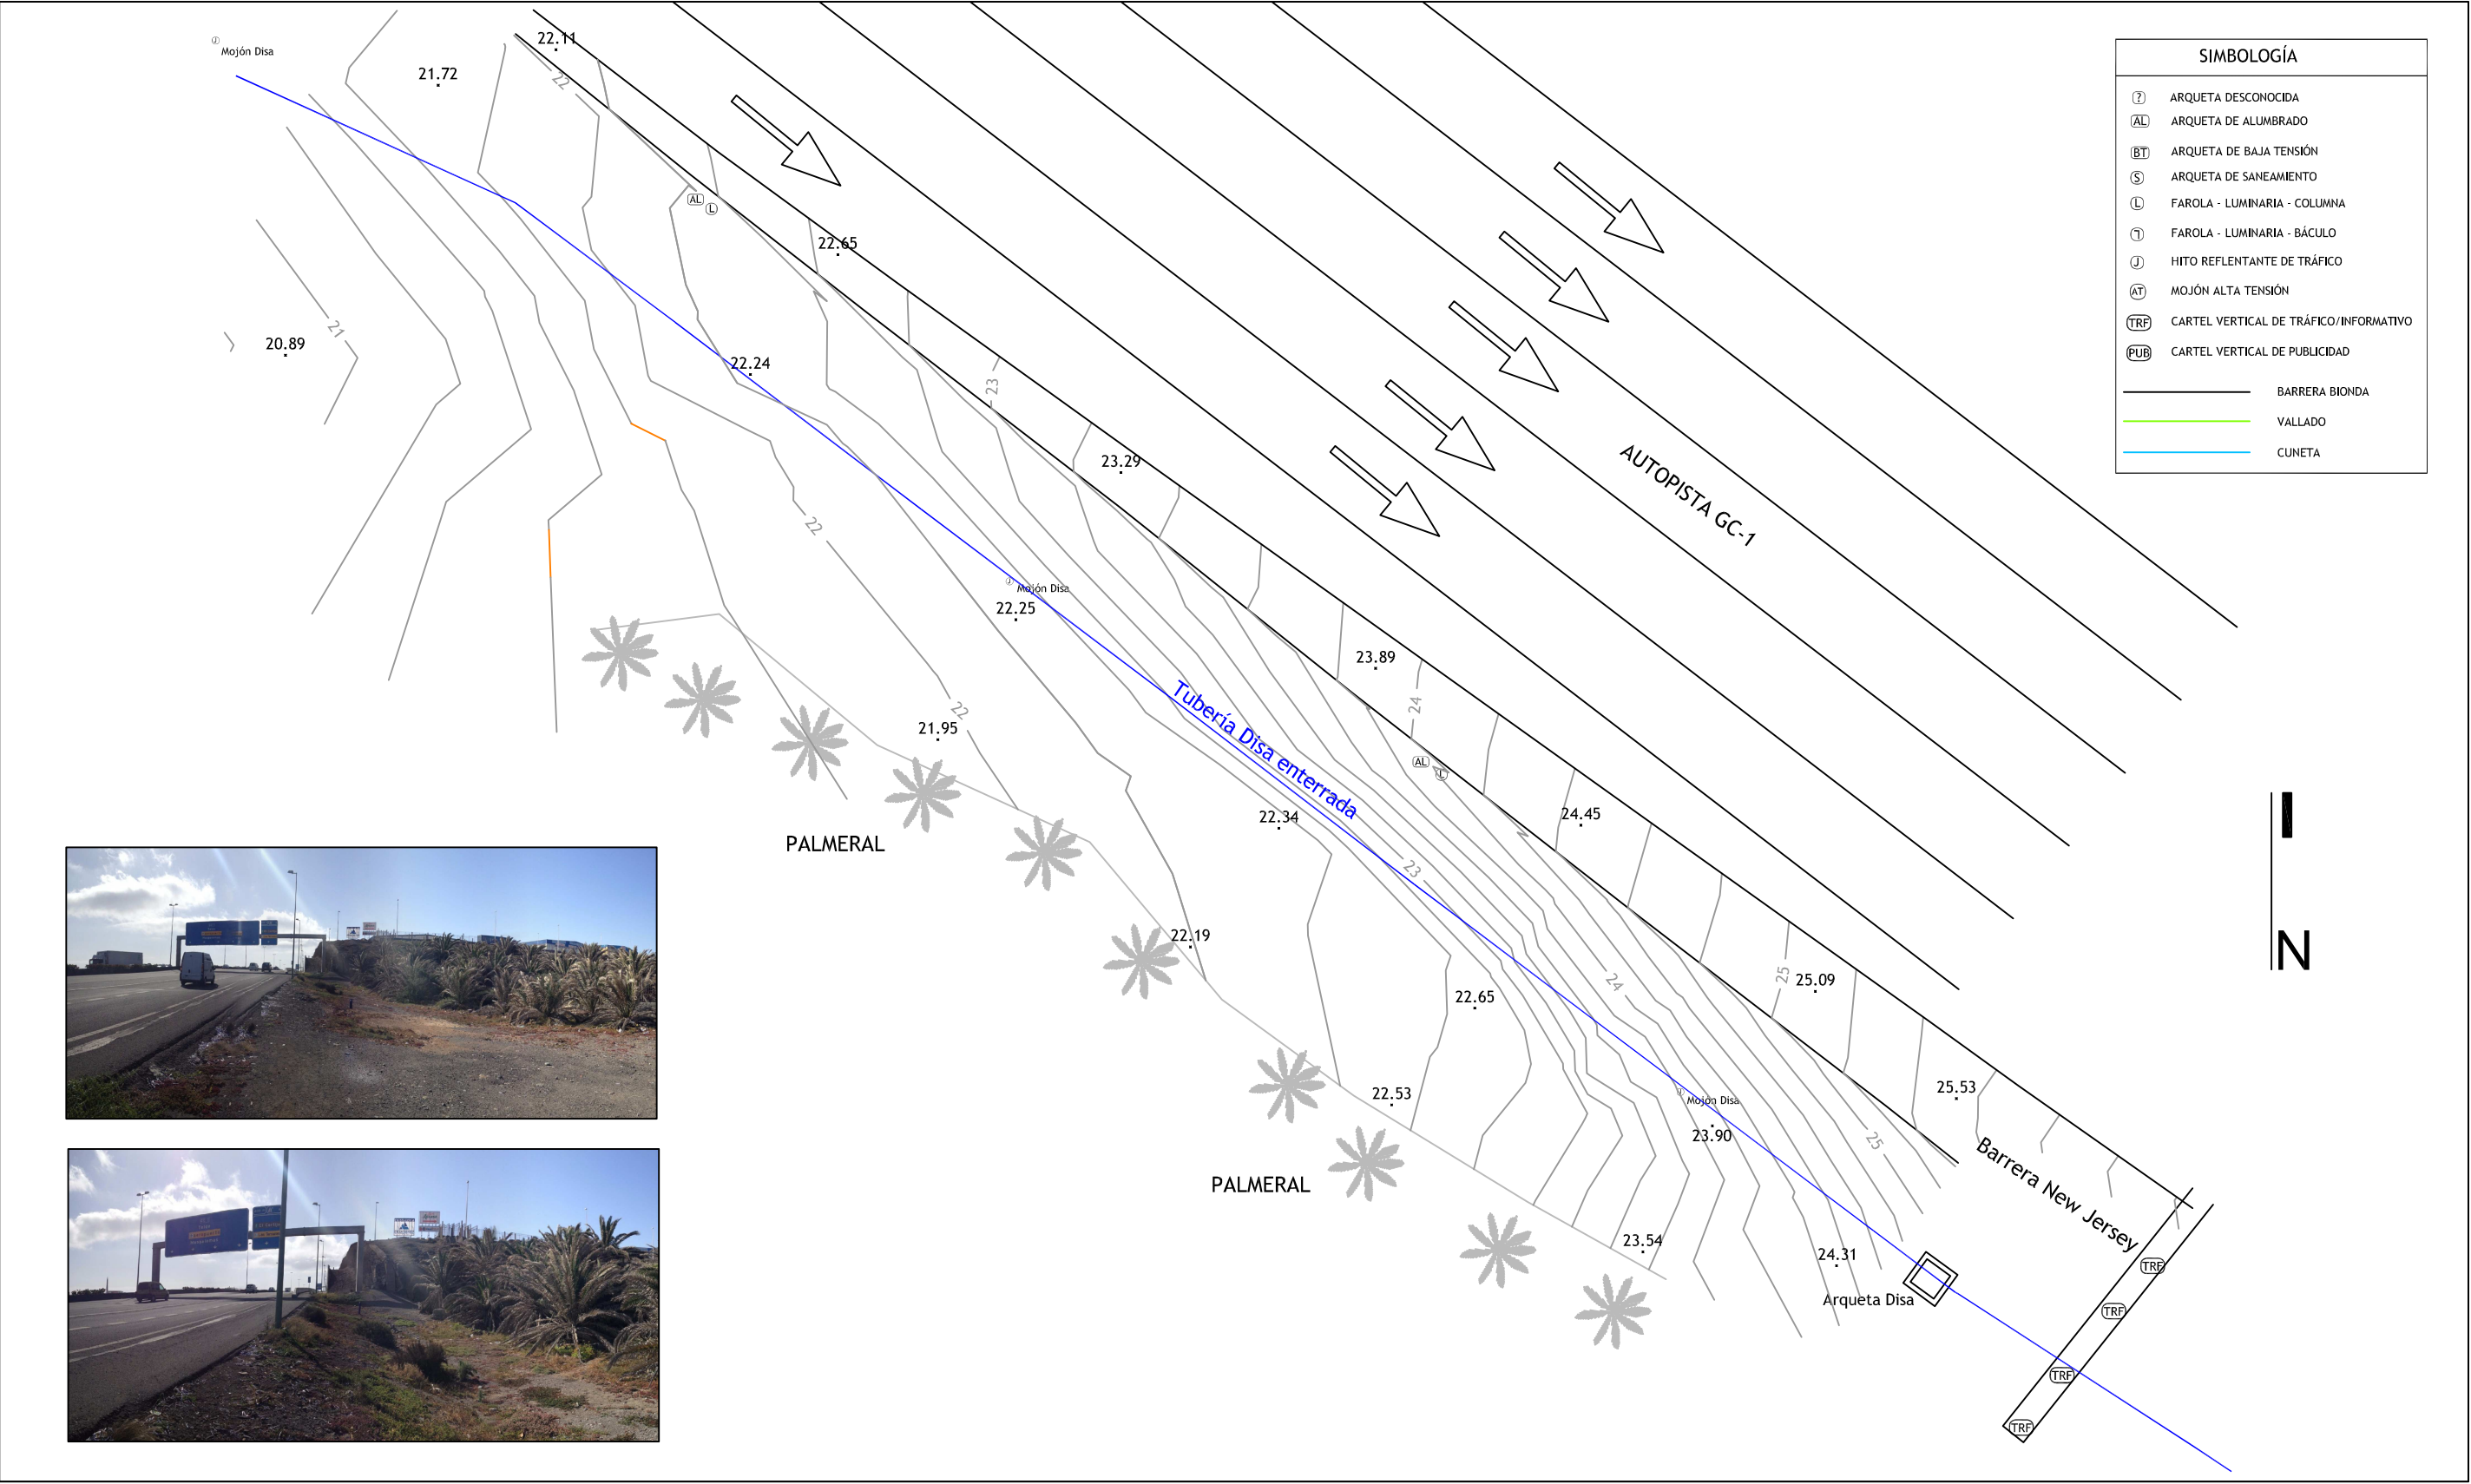 Mojón Disa
22.11
21.72
22
AL
L
22.65
21
20.89
22.24
23
23.29
22
Mojón Disa
22.25
23.89
24
Tubería Disa enterrada
22
21.95
AL
L
22.34
24.45
PALMERAL
23
22.19
24
25
25.09
22.65
22.53
Mojón Disa
23.90
25
25.53
Barrera New Jersey
PALMERAL
23.54
24.31
Arqueta Disa
TRF
TRF
TRF
TRF
AUTOPISTA GC-1
N
SIMBOLOGÍA
? ARQUETA DESCONOCIDA
AL ARQUETA DE ALUMBRADO
BT ARQUETA DE BAJA TENSIÓN
S ARQUETA DE SANEAMIENTO
L FAROLA - LUMINARIA - COLUMNA
FAROLA - LUMINARIA - BÁCULO
J HITO REFLENTANTE DE TRÁFICO
AT MOJÓN ALTA TENSIÓN
TRF CARTEL VERTICAL DE TRÁFICO/INFORMATIVO
PUB CARTEL VERTICAL DE PUBLICIDAD
BARRERA BIONDA
VALLADO
CUNETA